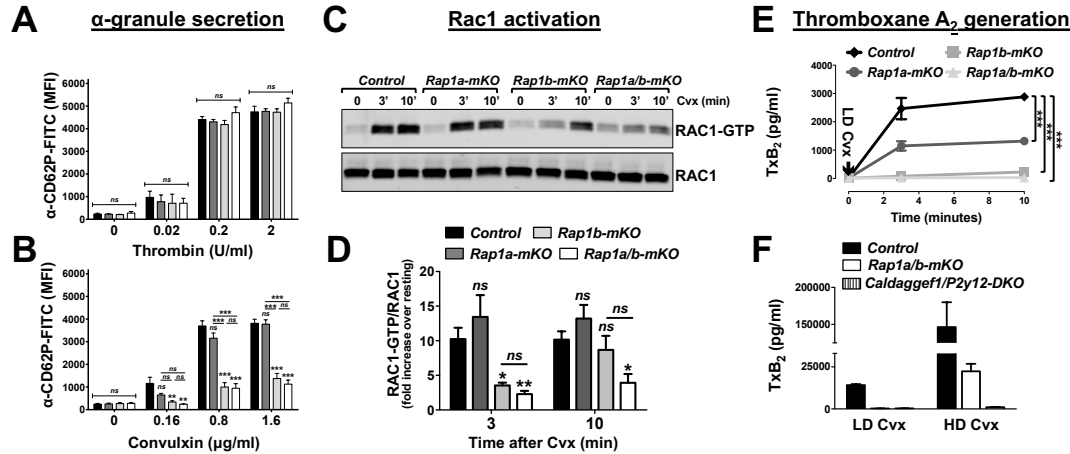 A
α-granule secretion
α-CD62P-FITC (MFI)
6000
5000
4000
3000
2000
1000
0
ns
ns
ns
ns
0
0.02
0.2
2
Thrombin (U/ml)
B
α-CD62P-FITC (MFI)
6000
5000
4000
3000
2000
1000
0
ns
ns
ns ns
ns ** **
***
*** ns
ns *** ***
***
*** ns
ns *** ***
0
0.16
0.8
1.6
Convulxin (µg/ml)
C
Rac1 activation
Control Rap1a-mKO Rap1b-mKO Rap1a/b-mKO
0 3' 10' 0 3' 10' 0 3' 10' 0 3' 10' Cvx (min)
RAC1-GTP
RAC1
D
Control
Rap1b-mKO
Rap1a-mKO
Rap1a/b-mKO
RAC1-GTP/RAC1
(fold increase over resting)
20
15
10
5
0
ns
ns
*
**
ns
ns
ns
*
3
10
Time after Cvx (min)
E
Thromboxane A2 generation
Control
Rap1b-mKO
Rap1a-mKO
Rap1a/b-mKO
TxB2 (pg/ml)
4000
3000
2000
1000
0
LD Cvx
***
***
***
0 2 4 6 8 10
Time (minutes)
F
Control
Rap1a/b-mKO
Caldaggef1/P2y12-DKO
TxB2 (pg/ml)
200000
150000
25000
0
LD Cvx
HD Cvx